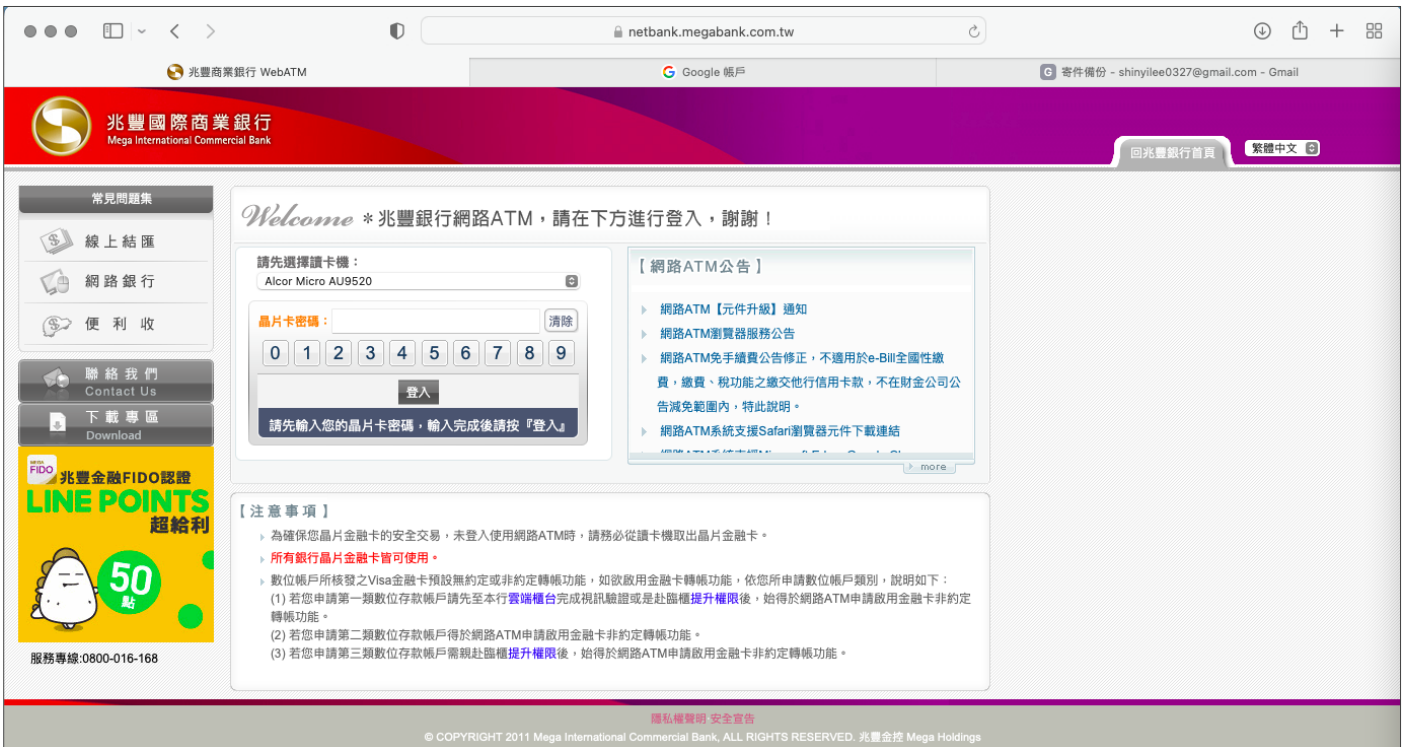 netbank.megabank.com.tw
兆豐商業銀行 WebATM
Google 帳戶
寄件備份 - shinyilee0327@gmail.com - Gmail
兆豐國際商業銀行
Mega International Commercial Bank
回兆豐銀行首頁
繁體中文
常見問題集
線上結匯
網路銀行
便利收
聯絡我們
Contact Us
下載專區
Download
MEGA
FIDO
兆豐金融FIDO認證
LINE POINTS
超給利
50
點
服務專線:0800-016-168
Welcome *兆豐銀行網路ATM,請在下方進行登入,謝謝!
請先選擇讀卡機:
Alcor Micro AU9520
晶片卡密碼:
清除
0 1 2 3 4 5 6 7 8 9
登入
請先輸入您的晶片卡密碼,輸入完成後請按『登入』
【網路ATM公告】
網路ATM【元件升級】通知
網路ATM瀏覽器服務公告
網路ATM免手續費公告修正,不適用於e-Bill全國性繳
費,繳費、稅功能之繳交他行信用卡款,不在財金公司公
告減免範圍內,特此說明。
網路ATM系統支援Safari瀏覽器元件下載連結
more
【注意事項】
為確保您晶片金融卡的安全交易,未登入使用網路ATM時,請務必從讀卡機取出晶片金融卡。
所有銀行晶片金融卡皆可使用。
數位帳戶所核發之Visa金融卡預設無約定或非約定轉帳功能,如欲啟用金融卡轉帳功能,依您所申請數位帳戶類別,說明如下:
(1) 若您申請第一類數位存款帳戶請先至本行雲端櫃台完成視訊驗證或是赴臨櫃提升權限後,始得於網路ATM申請啟用金融卡非約定
轉帳功能。
(2) 若您申請第二類數位存款帳戶得於網路ATM申請啟用金融卡非約定轉帳功能。
(3) 若您申請第三類數位存款帳戶需親赴臨櫃提升權限後,始得於網路ATM申請啟用金融卡非約定轉帳功能。
隱私權聲明 安全宣告
© COPYRIGHT 2011 Mega International Commercial Bank, ALL RIGHTS RESERVED. 兆豐金控 Mega Holdings